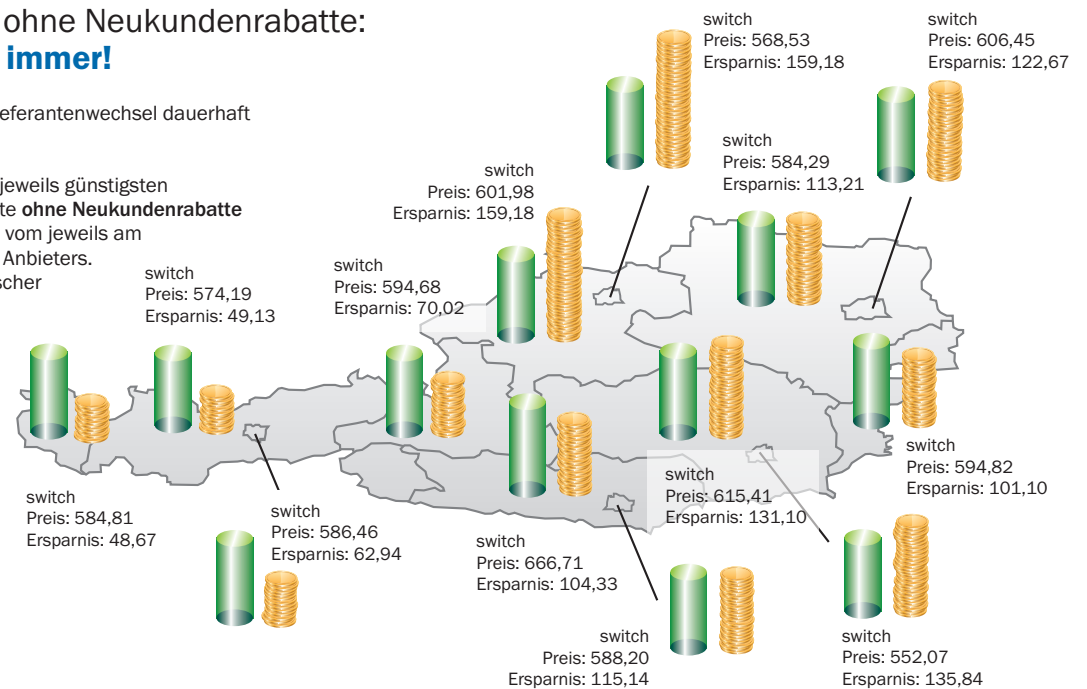 ohne Neukundenrabatte:
immer!
eferantenwechsel dauerhaft
jeweils günstigsten
te ohne Neukundenrabatte
vom jeweils am
Anbieters.
scher
switch
Preis: 568,53
Ersparnis: 159,18
switch
Preis: 606,45
Ersparnis: 122,67
switch
Preis: 584,29
Ersparnis: 113,21
switch
Preis: 601,98
Ersparnis: 159,18
switch
Preis: 594,68
Ersparnis: 70,02
switch
Preis: 574,19
Ersparnis: 49,13
switch
Preis: 584,81
Ersparnis: 48,67
switch
Preis: 586,46
Ersparnis: 62,94
switch
Preis: 666,71
Ersparnis: 104,33
switch
Preis: 615,41
Ersparnis: 131,10
switch
Preis: 594,82
Ersparnis: 101,10
switch
Preis: 588,20
Ersparnis: 115,14
switch
Preis: 552,07
Ersparnis: 135,84